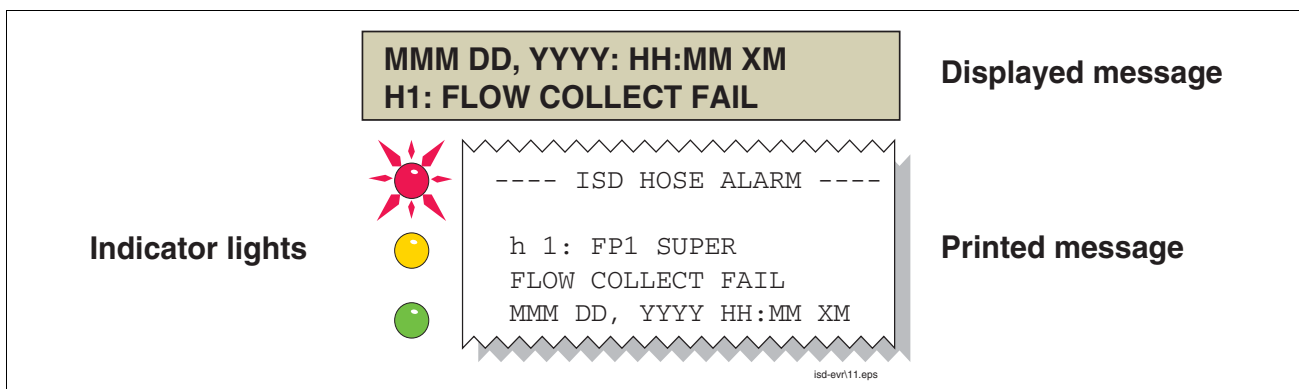 MMM DD, YYYY: HH:MM XM
H1: FLOW COLLECT FAIL
Displayed message
---- ISD HOSE ALARM ----
h 1: FP1 SUPER
FLOW COLLECT FAIL
MMM DD, YYYY HH:MM XM
Indicator lights
Printed message
isd-evr\11.eps